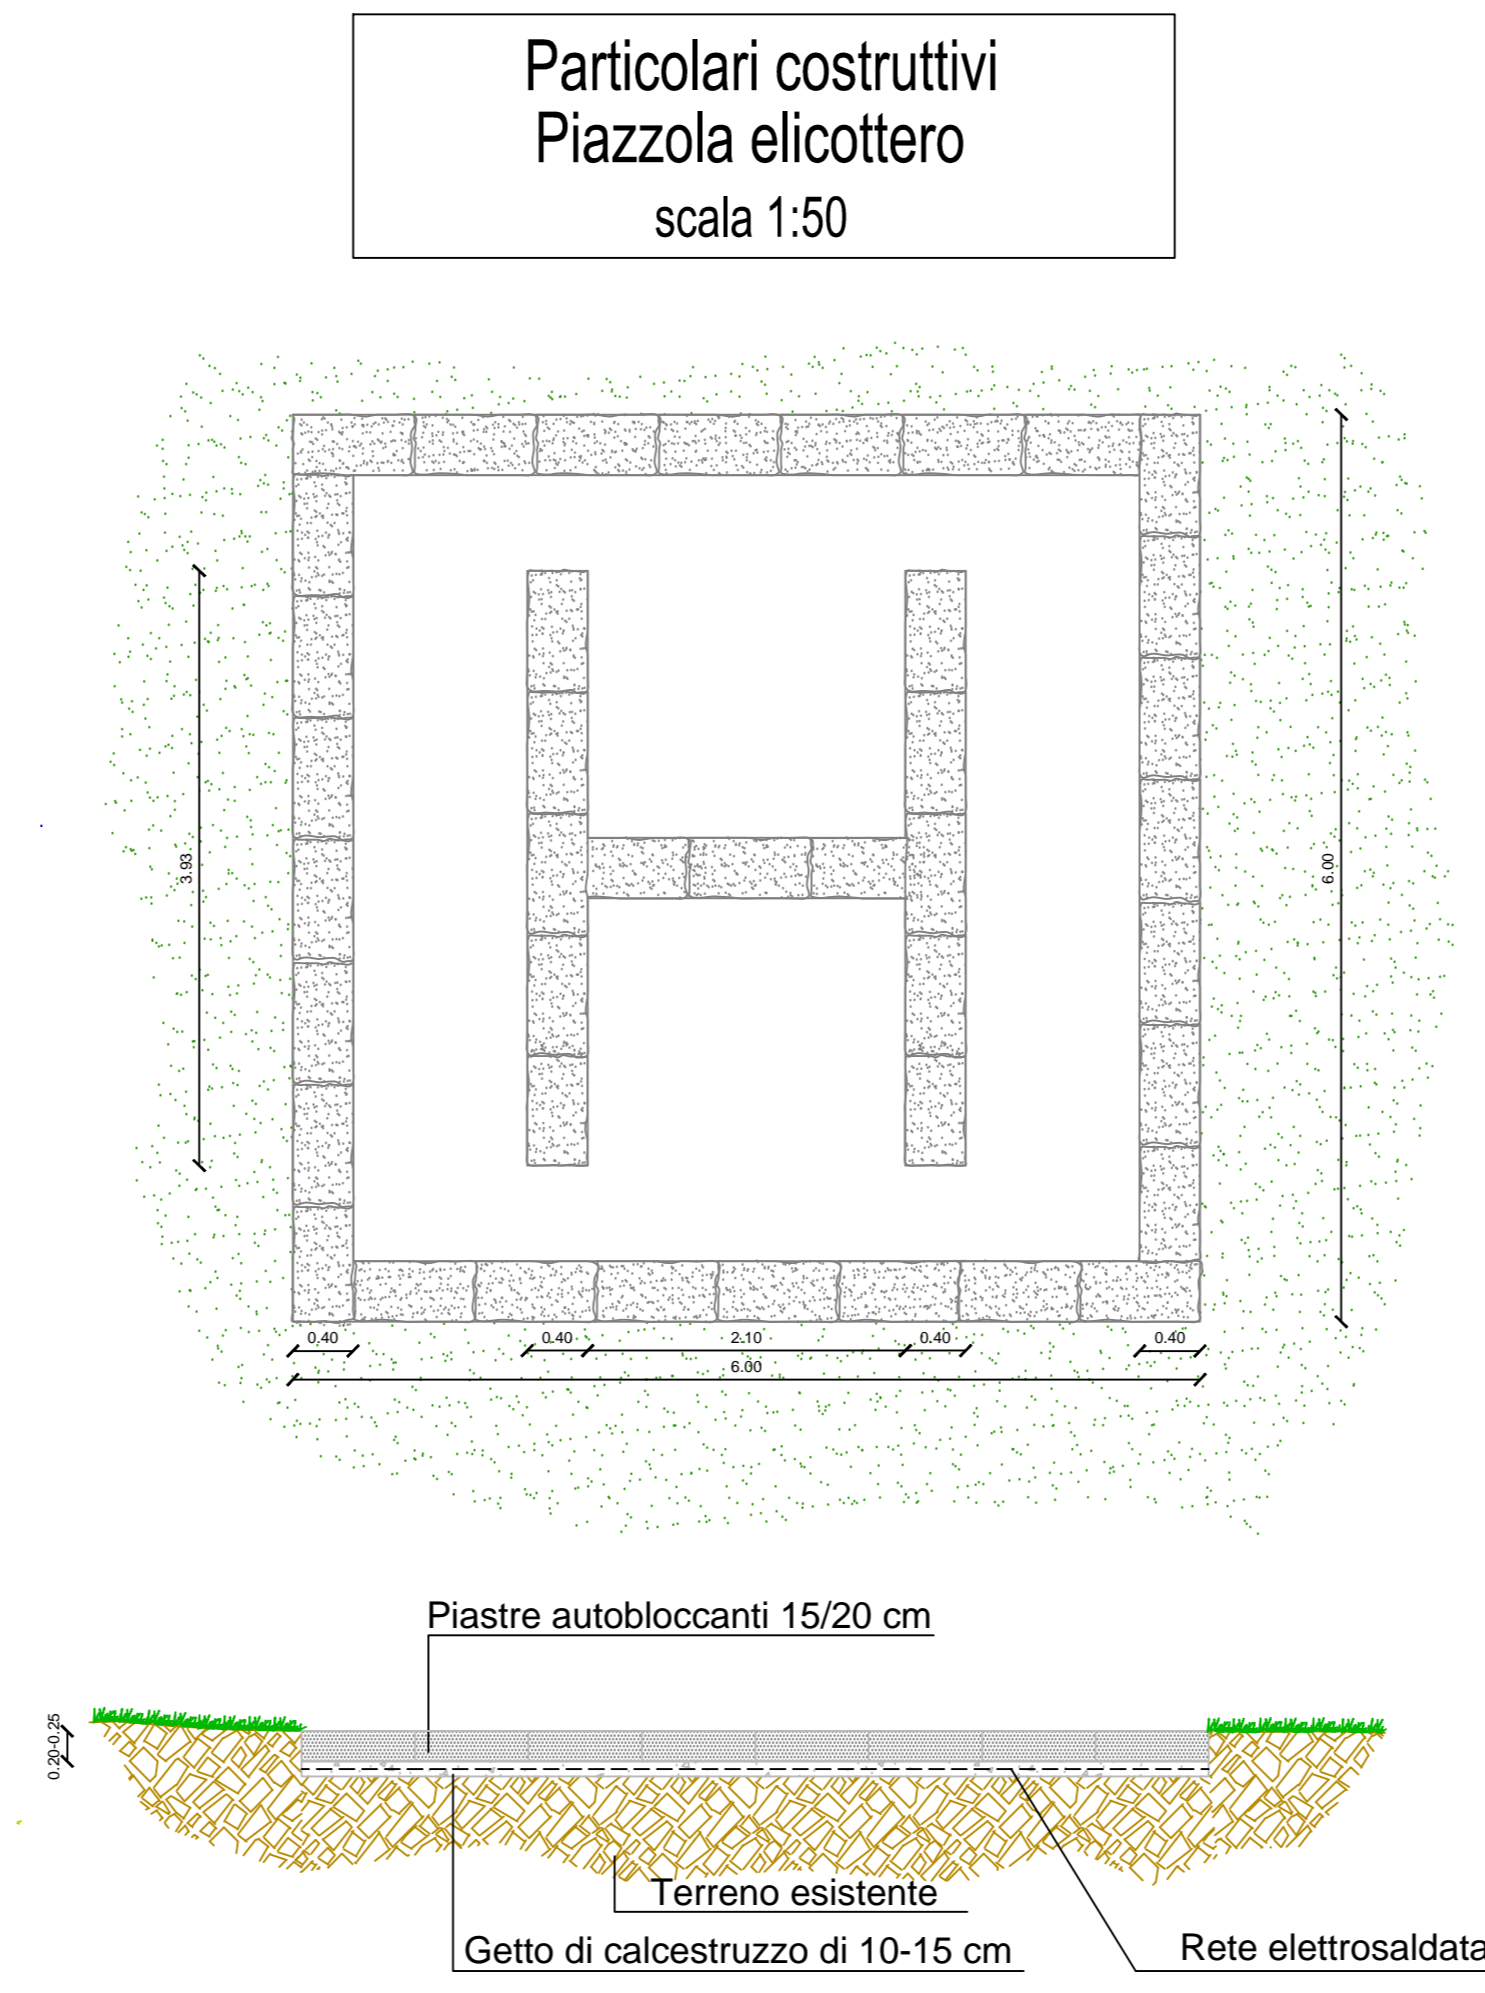 Particolari costruttivi
Piazzola elicottero
scala 1:50
3.93
6.00
0.40
0.40
2.10
0.40
0.40
6.00
Piastre autobloccanti 15/20 cm
0.20-0.25
Terreno esistente
Getto di calcestruzzo di 10-15 cm
Rete elettrosaldata